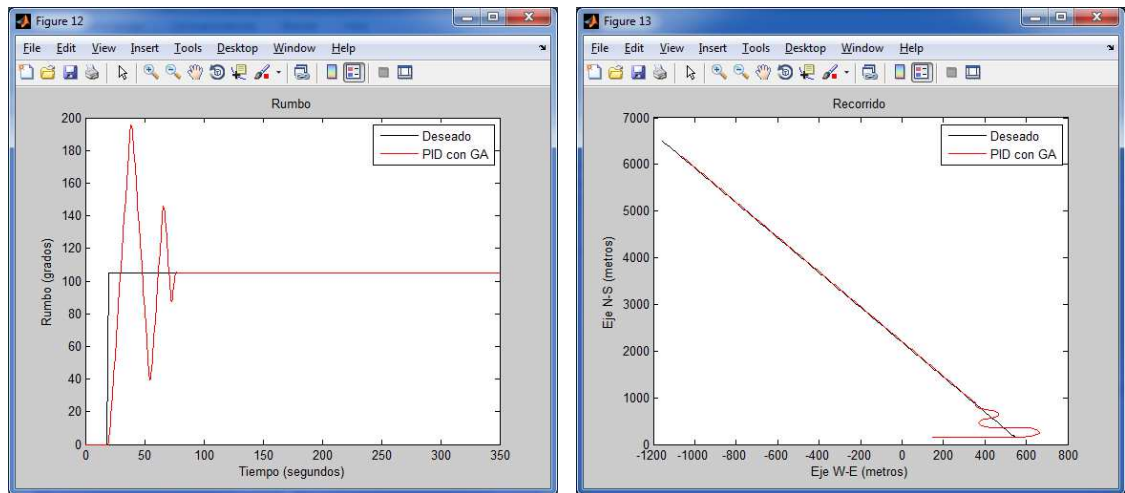 Figure 12
File Edit View Insert Tools Desktop Window Help
Rumbo
200
180
160
140
120
100
80
60
40
20
0
Rumbo (grados)
Deseado
PID con GA
0 50 100 150 200 250 300 350
Tiempo (segundos)
Figure 13
File Edit View Insert Tools Desktop Window Help
Recorrido
7000
6000
5000
4000
3000
2000
1000
0
Eje N-S (metros)
Deseado
PID con GA
-1200 -1000 -800 -600 -400 -200 0 200 400 600 800
Eje W-E (metros)